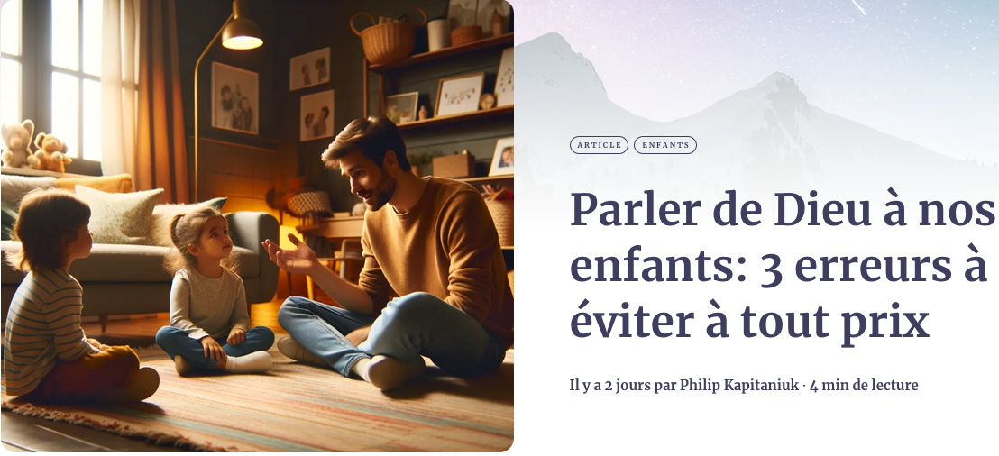 ARTICLE
ENFANTS
Parler de Dieu à nos
enfants: 3 erreurs à
éviter à tout prix
Il y a 2 jours par Philip Kapitaniuk · 4 min de lecture